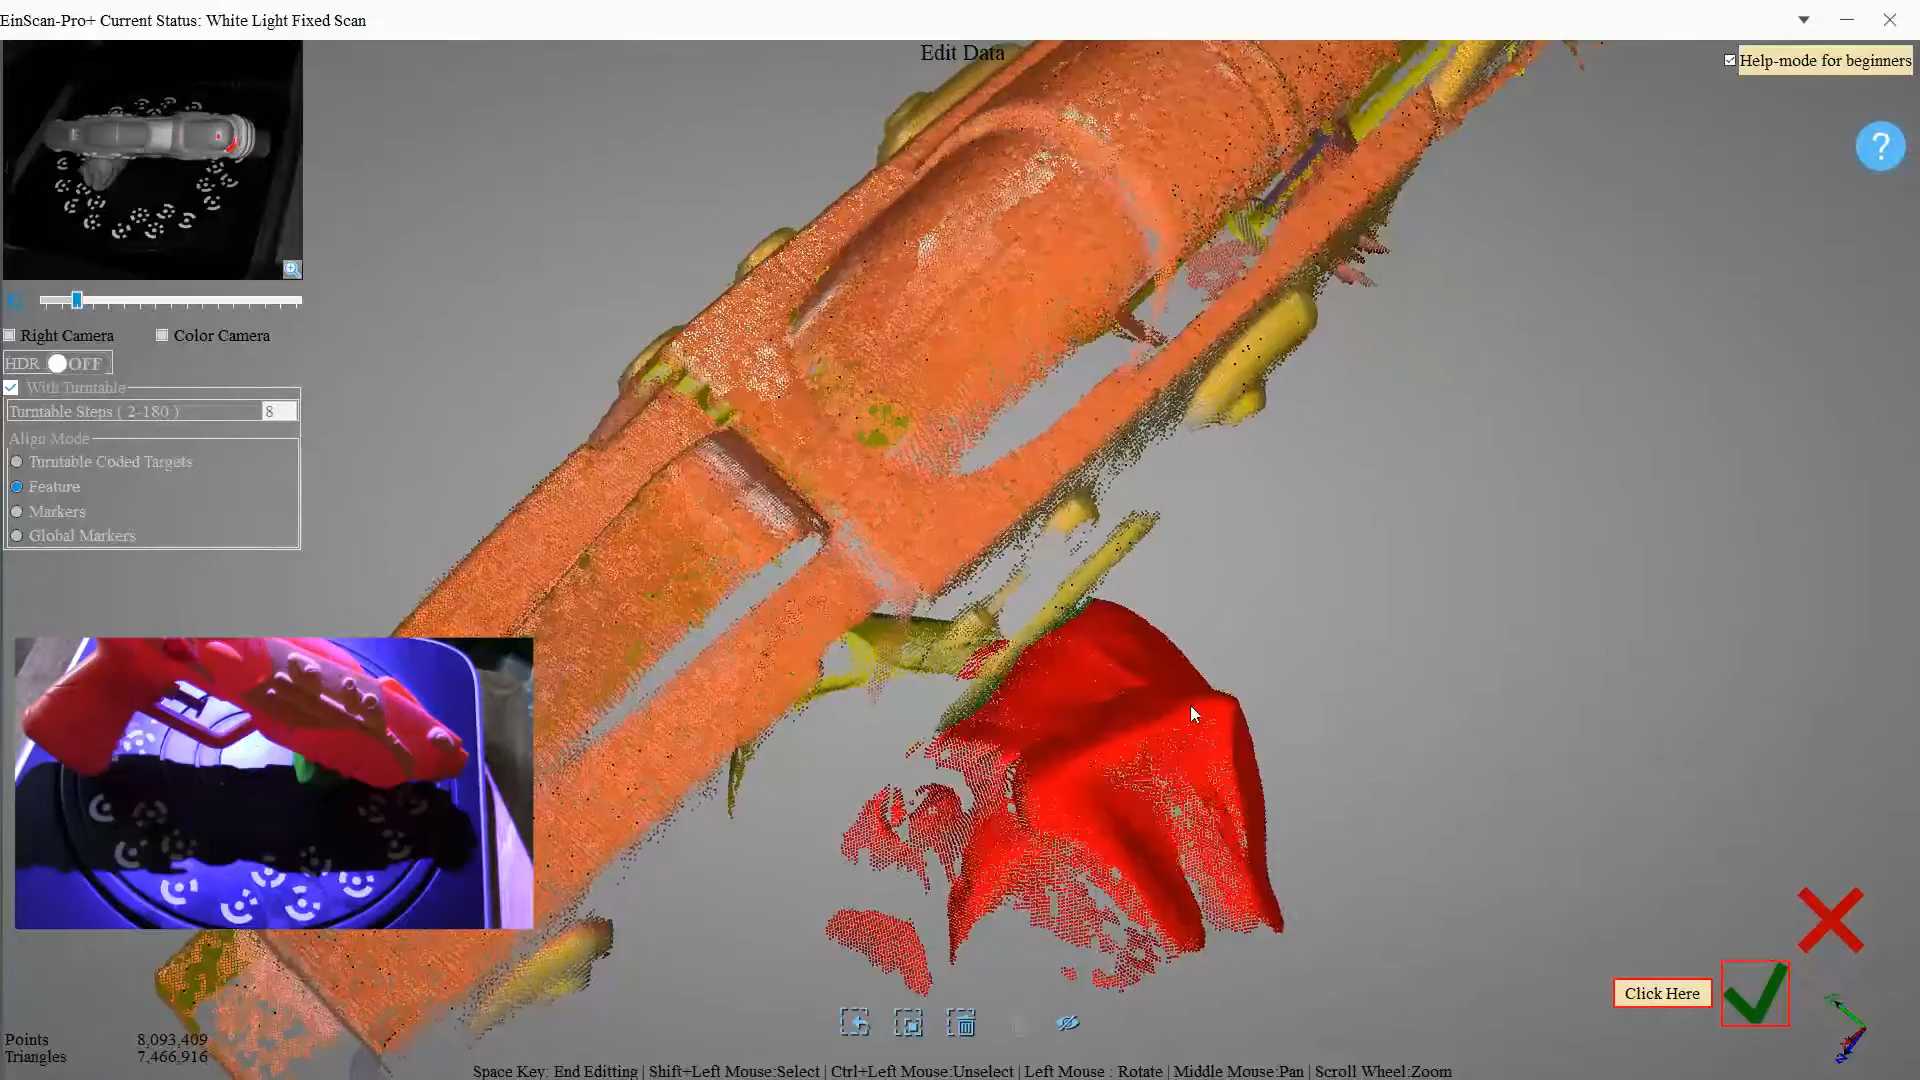 EinScan-Pro+ Current Status: White Light Fixed Scan
Edit Data
Help-mode for beginners
?
Right Camera
Color Camera
HDR OFF
With Turntable
Turntable Steps ( 2-180 ) 8
Align Mode
Turntable Coded Targets
Feature
Markers
Global Markers
Click Here
Points 8,093,409
Triangles 7,466,916
Space Key: End Editting | Shift+Left Mouse:Select | Ctrl+Left Mouse:Unselect | Left Mouse : Rotate | Middle Mouse:Pan | Scroll Wheel:Zoom